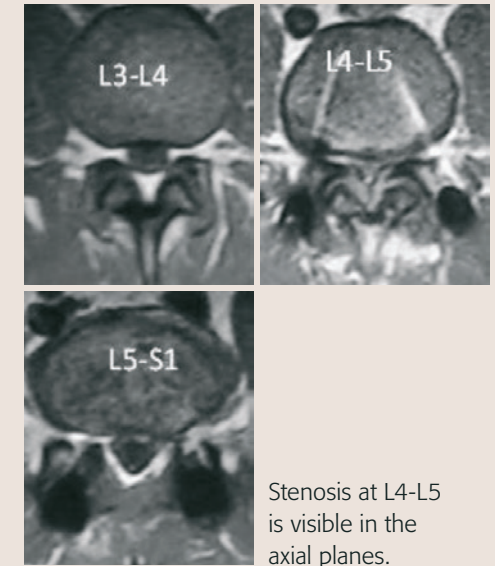 L3-L4
L4-L5
L5-S1
Stenosis at L4-L5
is visible in the
axial planes.